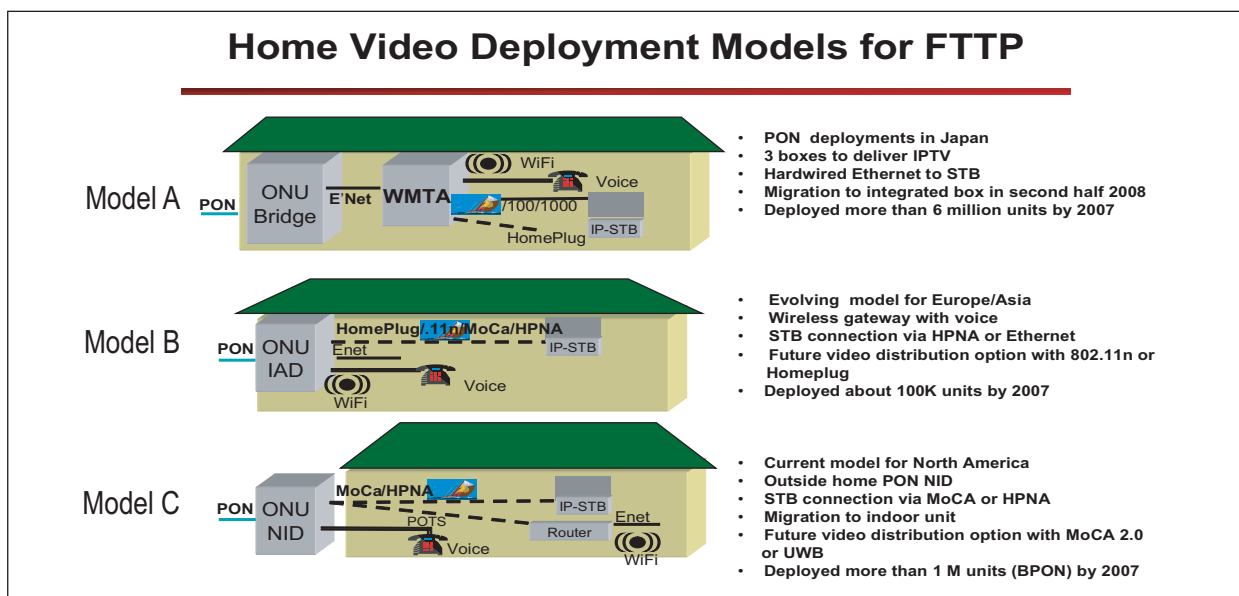 Home Video Deployment Models for FTTP
Model A
PON
ONU
Bridge
E'Net
WMTA
WiFi
Voice
/100/1000
IP-STB
HomePlug
• PON deployments in Japan
• 3 boxes to deliver IPTV
• Hardwired Ethernet to STB
• Migration to integrated box in second half 2008
• Deployed more than 6 million units by 2007
Model B
PON
ONU
IAD
HomePlug/.11n/MoCa/HPNA
IP-STB
Enet
Voice
WiFi
• Evolving model for Europe/Asia
• Wireless gateway with voice
• STB connection via HPNA or Ethernet
• Future video distribution option with 802.11n or
Homeplug
• Deployed about 100K units by 2007
Model C
PON
ONU
NID
MoCa/HPNA
IP-STB
POTS
Voice
Router
Enet
WiFi
• Current model for North America
• Outside home PON NID
• STB connection via MoCA or HPNA
• Migration to indoor unit
• Future video distribution option with MoCA 2.0
or UWB
• Deployed more than 1 M units (BPON) by 2007